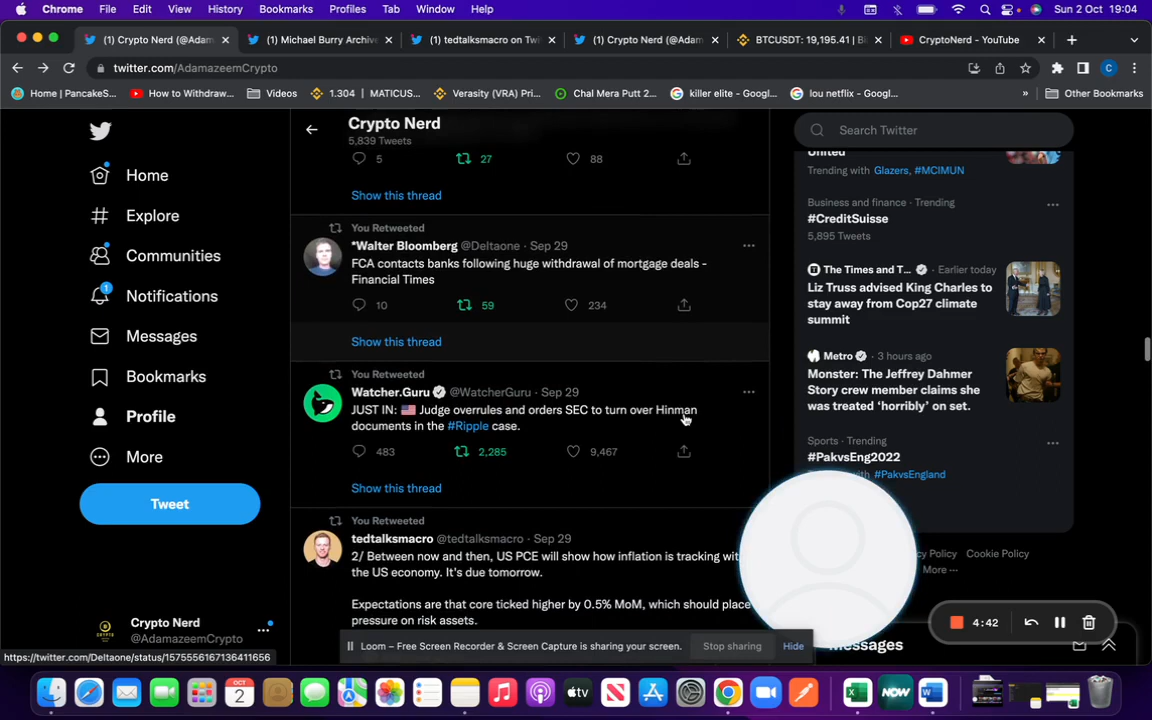 Chrome File Edit View History Bookmarks Profiles Tab Window Help
Sun 2 Oct 19:04
(1) Crypto Nerd (@Adam
(1) Michael Burry Archive
(1) tedtalksmacro on Tw
(1) Crypto Nerd (@Adam
BTCUSDT: 19,195.41 | Bi
CryptoNerd - YouTube
twitter.com/AdamazeemCrypto
Home | PancakeS...
How to Withdraw...
Videos
1.304 | MATICUS...
Verasity (VRA) Pri...
Chal Mera Putt 2...
killer elite - Googl...
lou netflix - Googl...
»
Other Bookmarks
Home
Explore
Communities
1
Notifications
Messages
Bookmarks
Profile
More
Tweet
Crypto Nerd
@AdamazeemCrypto
https://twitter.com/Deltaone/status/1575556167136411656
Crypto Nerd
5,839 Tweets
5 27 88
Show this thread
You Retweeted
*Walter Bloomberg @Deltaone · Sep 29
FCA contacts banks following huge withdrawal of mortgage deals -
Financial Times
10 59 234
Show this thread
You Retweeted
Watcher.Guru @WatcherGuru · Sep 29
JUST IN: 🇺🇸 Judge overrules and orders SEC to turn over Hinman
documents in the #Ripple case.
483 2,285 9,467
Show this thread
You Retweeted
tedtalksmacro @tedtalksmacro · Sep 29
2/ Between now and then, US PCE will show how inflation is tracking wit
the US economy. It's due tomorrow.
Expectations are that core ticked higher by 0.5% MoM, which should place
pressure on risk assets.
Search Twitter
United
Trending with Glazers, #MCIMUN
Business and finance · Trending
#CreditSuisse
5,895 Tweets
The Times and T... · Earlier today
Liz Truss advised King Charles to
stay away from Cop27 climate
summit
Metro · 3 hours ago
Monster: The Jeffrey Dahmer
Story crew member claims she
was treated 'horribly' on set.
Sports · Trending
#PakvsEng2022
#PakvsEngland
cy Policy Cookie Policy
More ···
4:42
Messages
Loom – Free Screen Recorder & Screen Capture is sharing your screen.
Stop sharing
Hide
OCT
2
tv
NOW